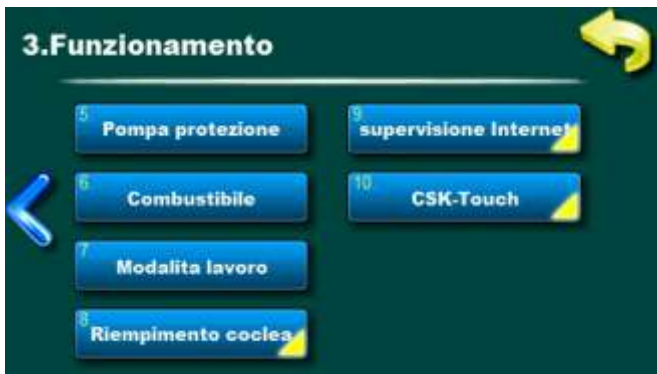 3.Funzionamento
5
Pompa protezione
6
Combustibile
7
Modalita lavoro
8
Riempimento coclea
9
supervisione Internet
10
CSK-Touch